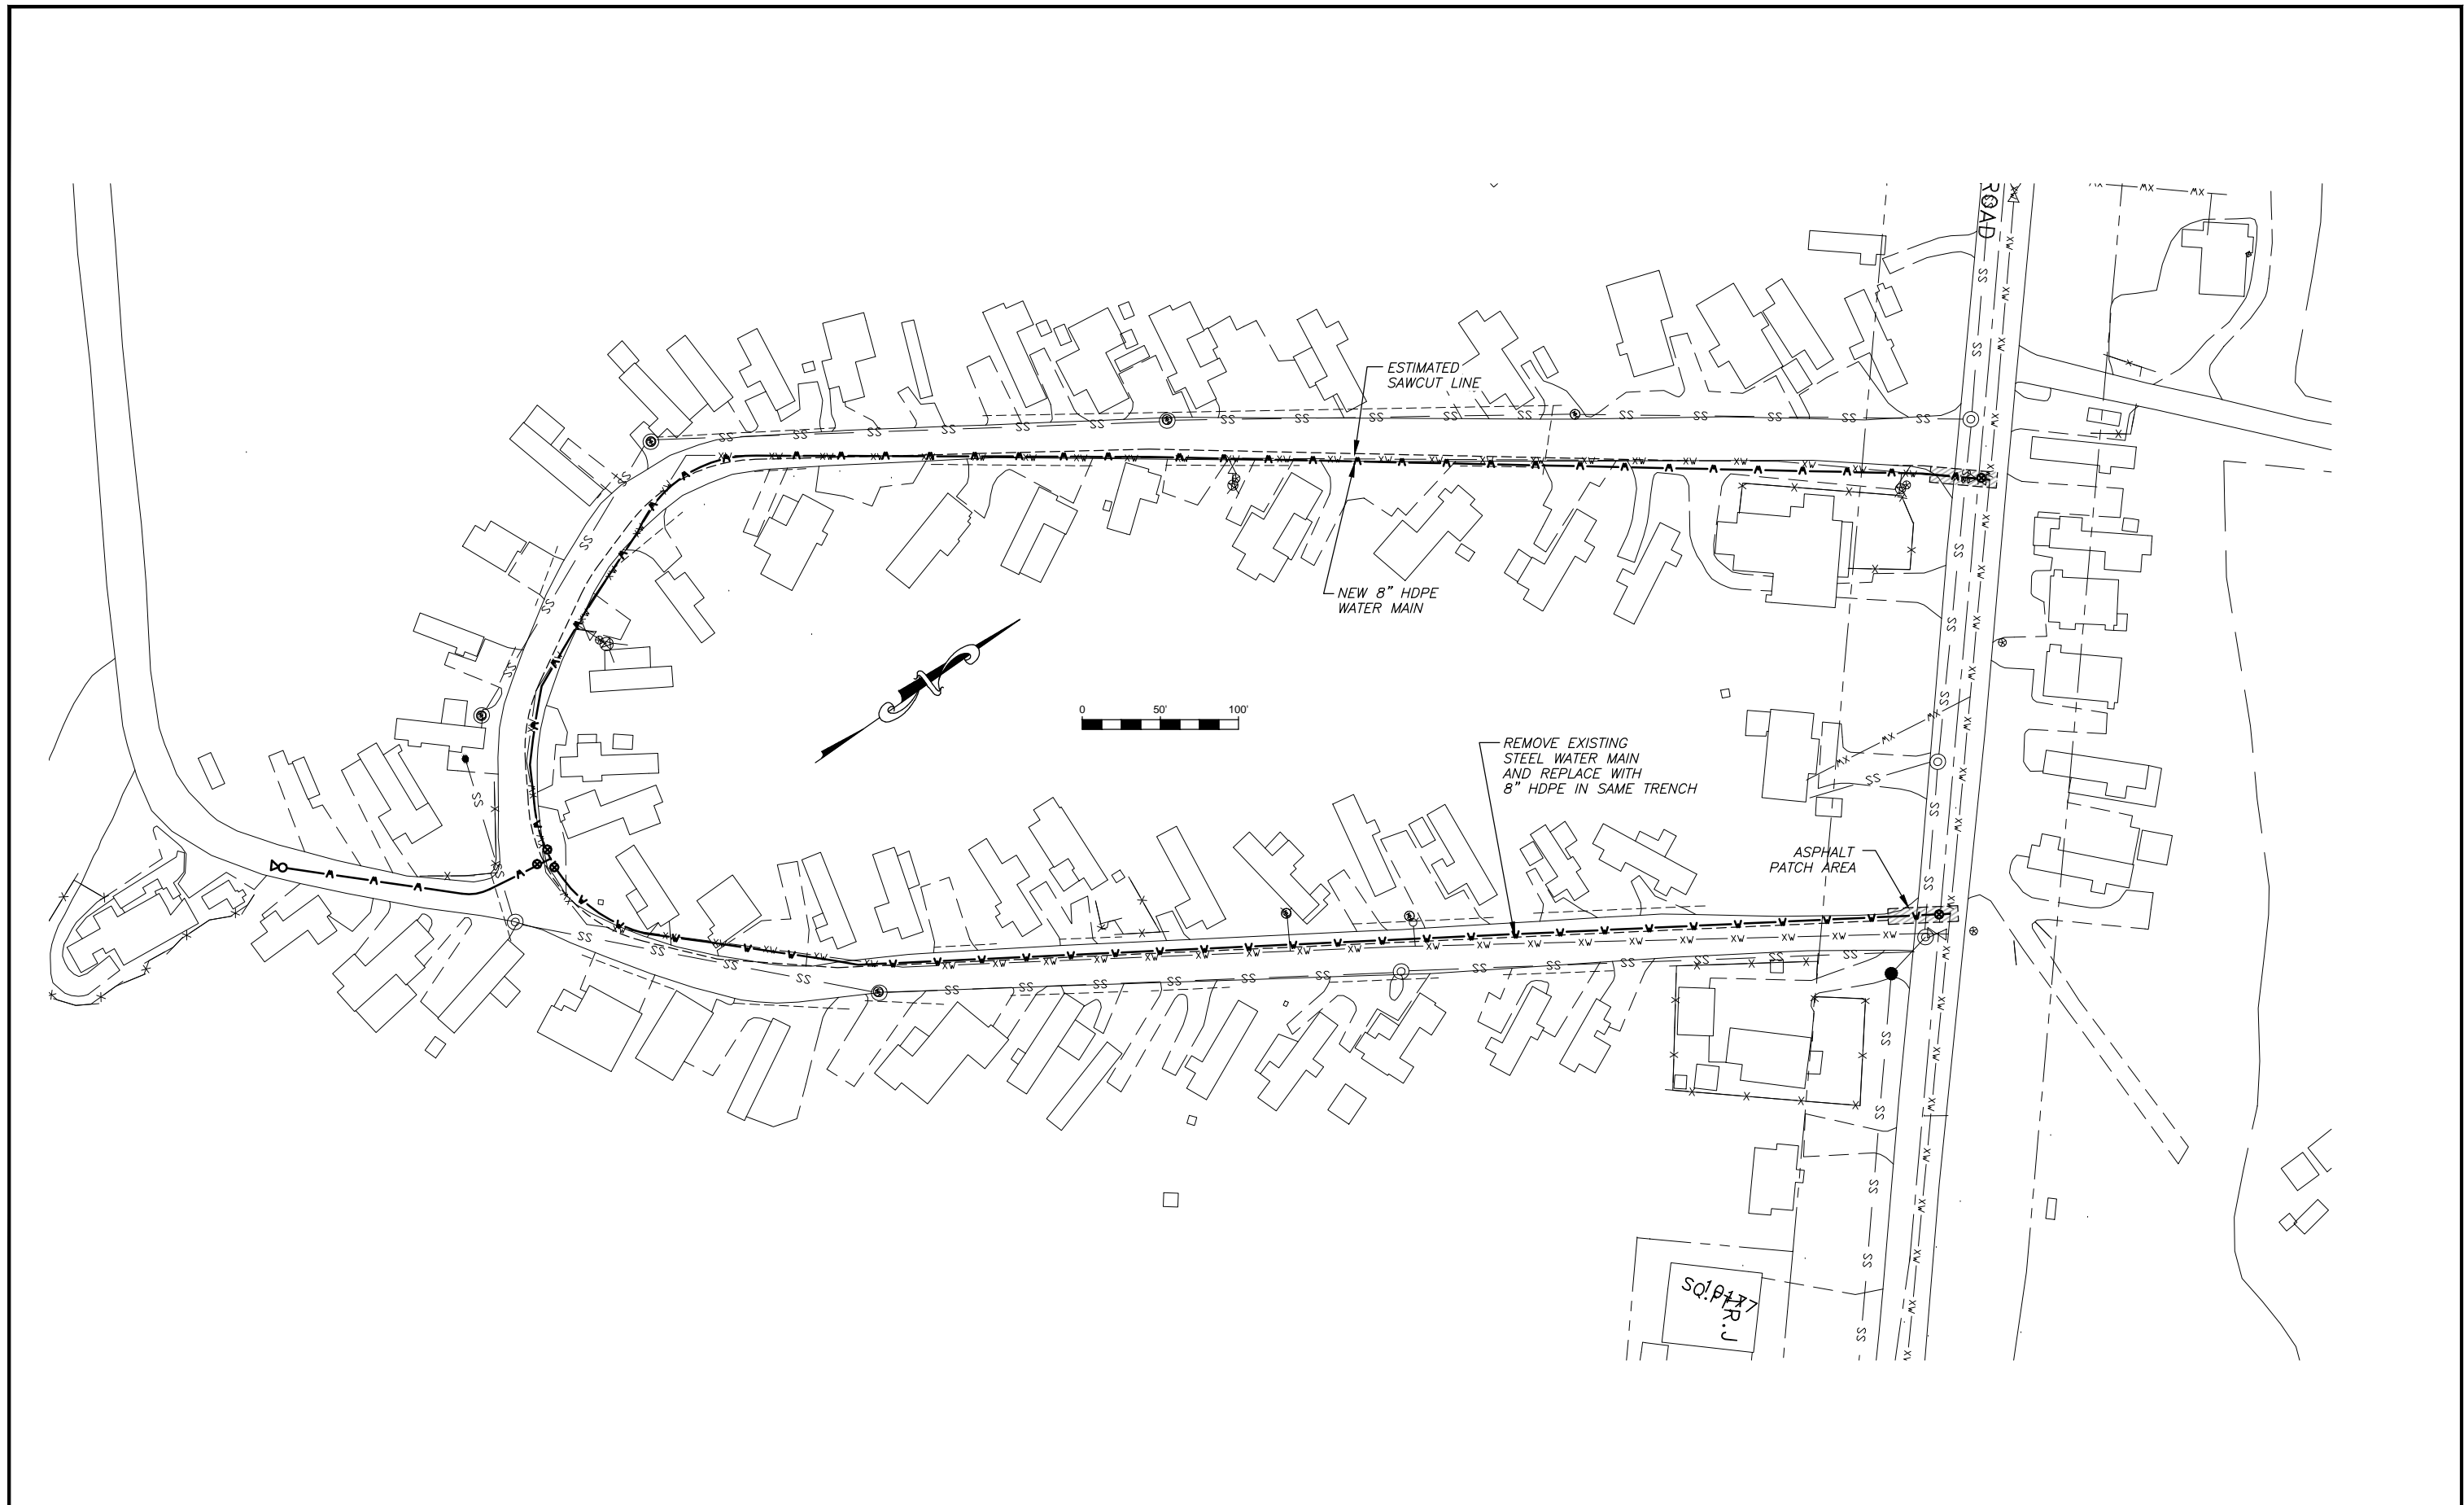 ROAD
ESTIMATED
SAWCUT LINE
NEW 8" HDPE
WATER MAIN
0 50' 100'
REMOVE EXISTING
STEEL WATER MAIN
AND REPLACE WITH
8" HDPE IN SAME TRENCH
ASPHALT
PATCH AREA